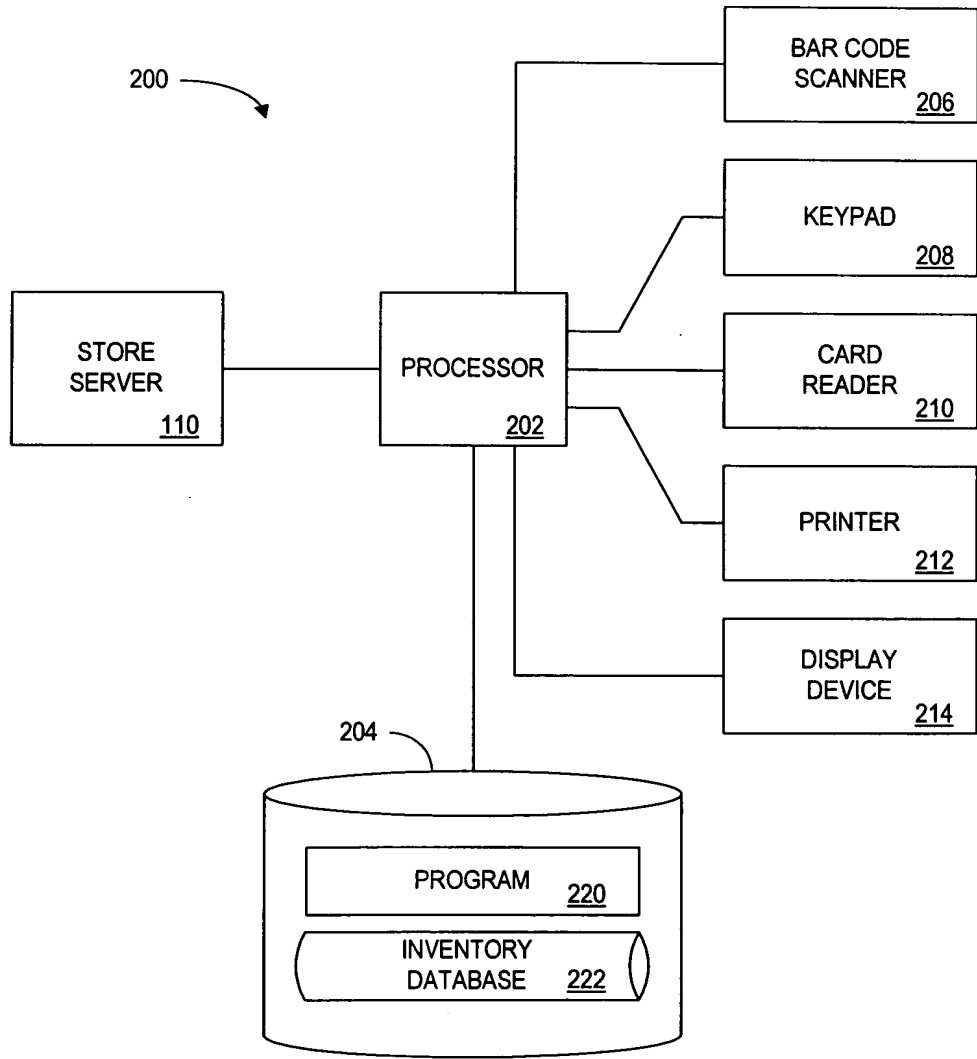 200
BAR CODE
SCANNER
206
KEYPAD
208
STORE
SERVER
110
PROCESSOR
202
CARD
READER
210
PRINTER
212
DISPLAY
DEVICE
214
204
PROGRAM
220
INVENTORY
DATABASE
222